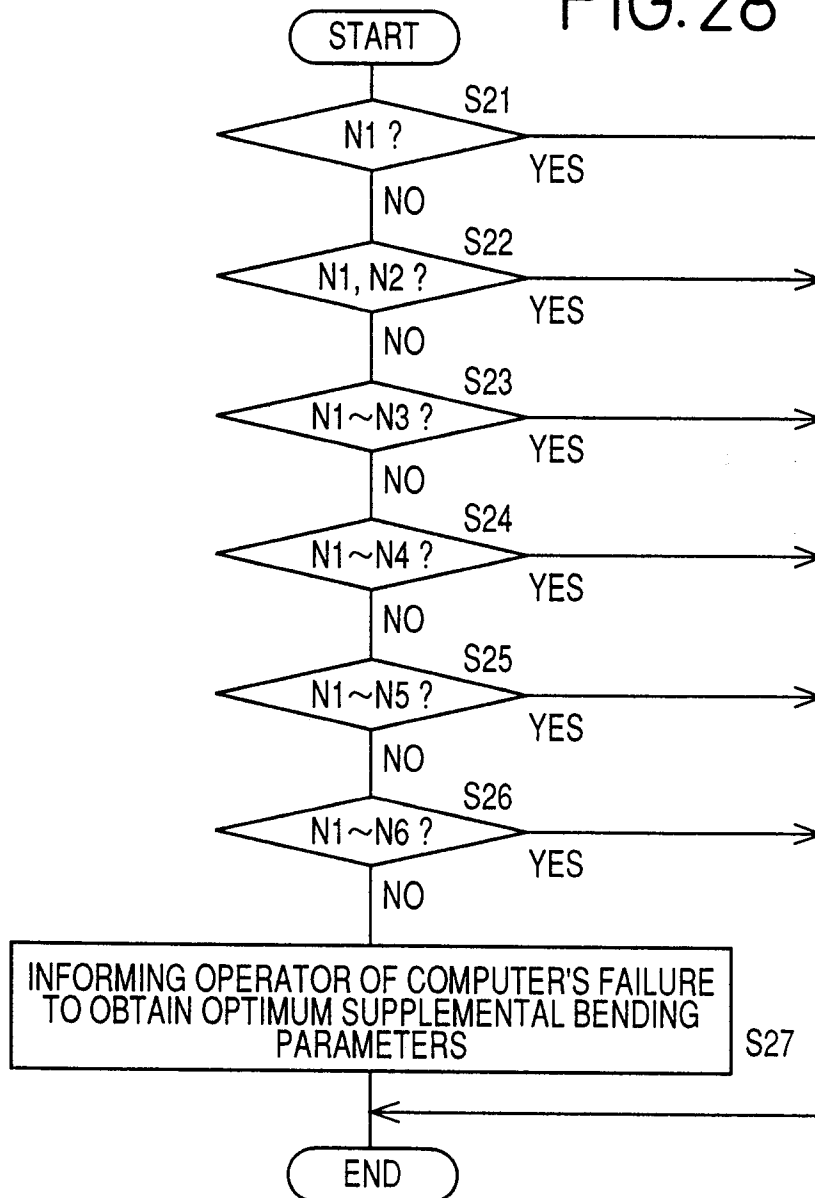 FIG. 28
START
S21
N1 ?
YES
NO
S22
N1, N2 ?
YES
NO
S23
N1~N3 ?
YES
NO
S24
N1~N4 ?
YES
NO
S25
N1~N5 ?
YES
NO
S26
N1~N6 ?
YES
NO
INFORMING OPERATOR OF COMPUTER'S FAILURE
TO OBTAIN OPTIMUM SUPPLEMENTAL BENDING
PARAMETERS
S27
END